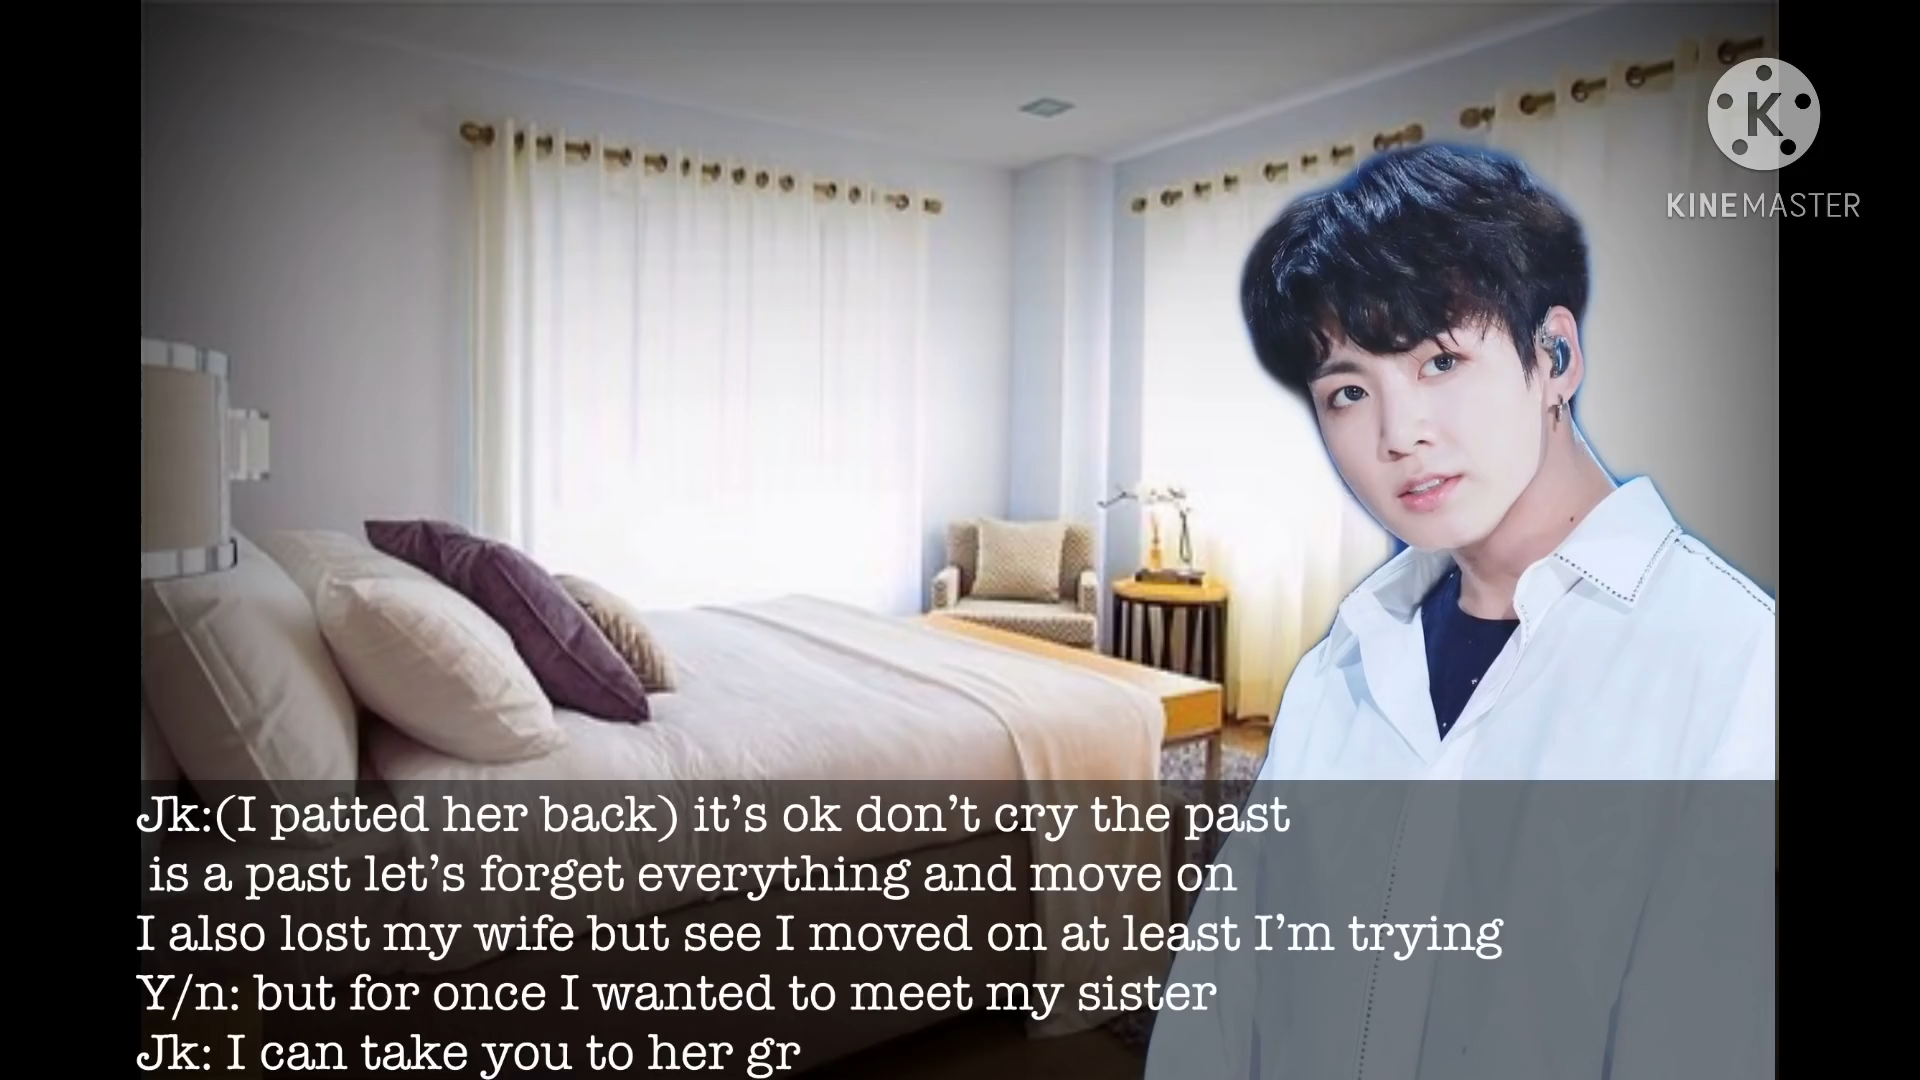 K
KINEMASTER
Jk:(I patted her back) it’s ok don’t cry the past
is a past let’s forget everything and move on
I also lost my wife but see I moved on at least I’m trying
Y/n: but for once I wanted to meet my sister
Jk: I can take you to her gr